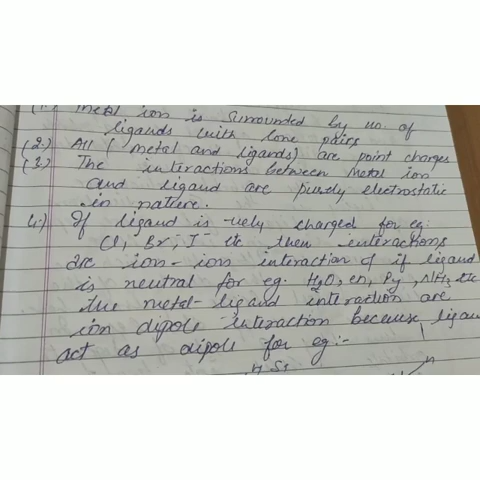 (1.) Metal ion is surrounded by no. of
ligands with lone pairs
(2.) All (metal and ligands) are point charges
(3.) The interactions between metal ion
and ligand are purely electrostatic
in nature.
4.) If ligand is -vely charged for eg:
Cl, Br, I⁻ etc then interactions
are ion-ion interaction & if ligand
is neutral for eg. H₂O, en, Py, NH₃ etc
the metal-ligand interaction are
ion dipole interaction because, ligan
act as dipole for eg:-
H